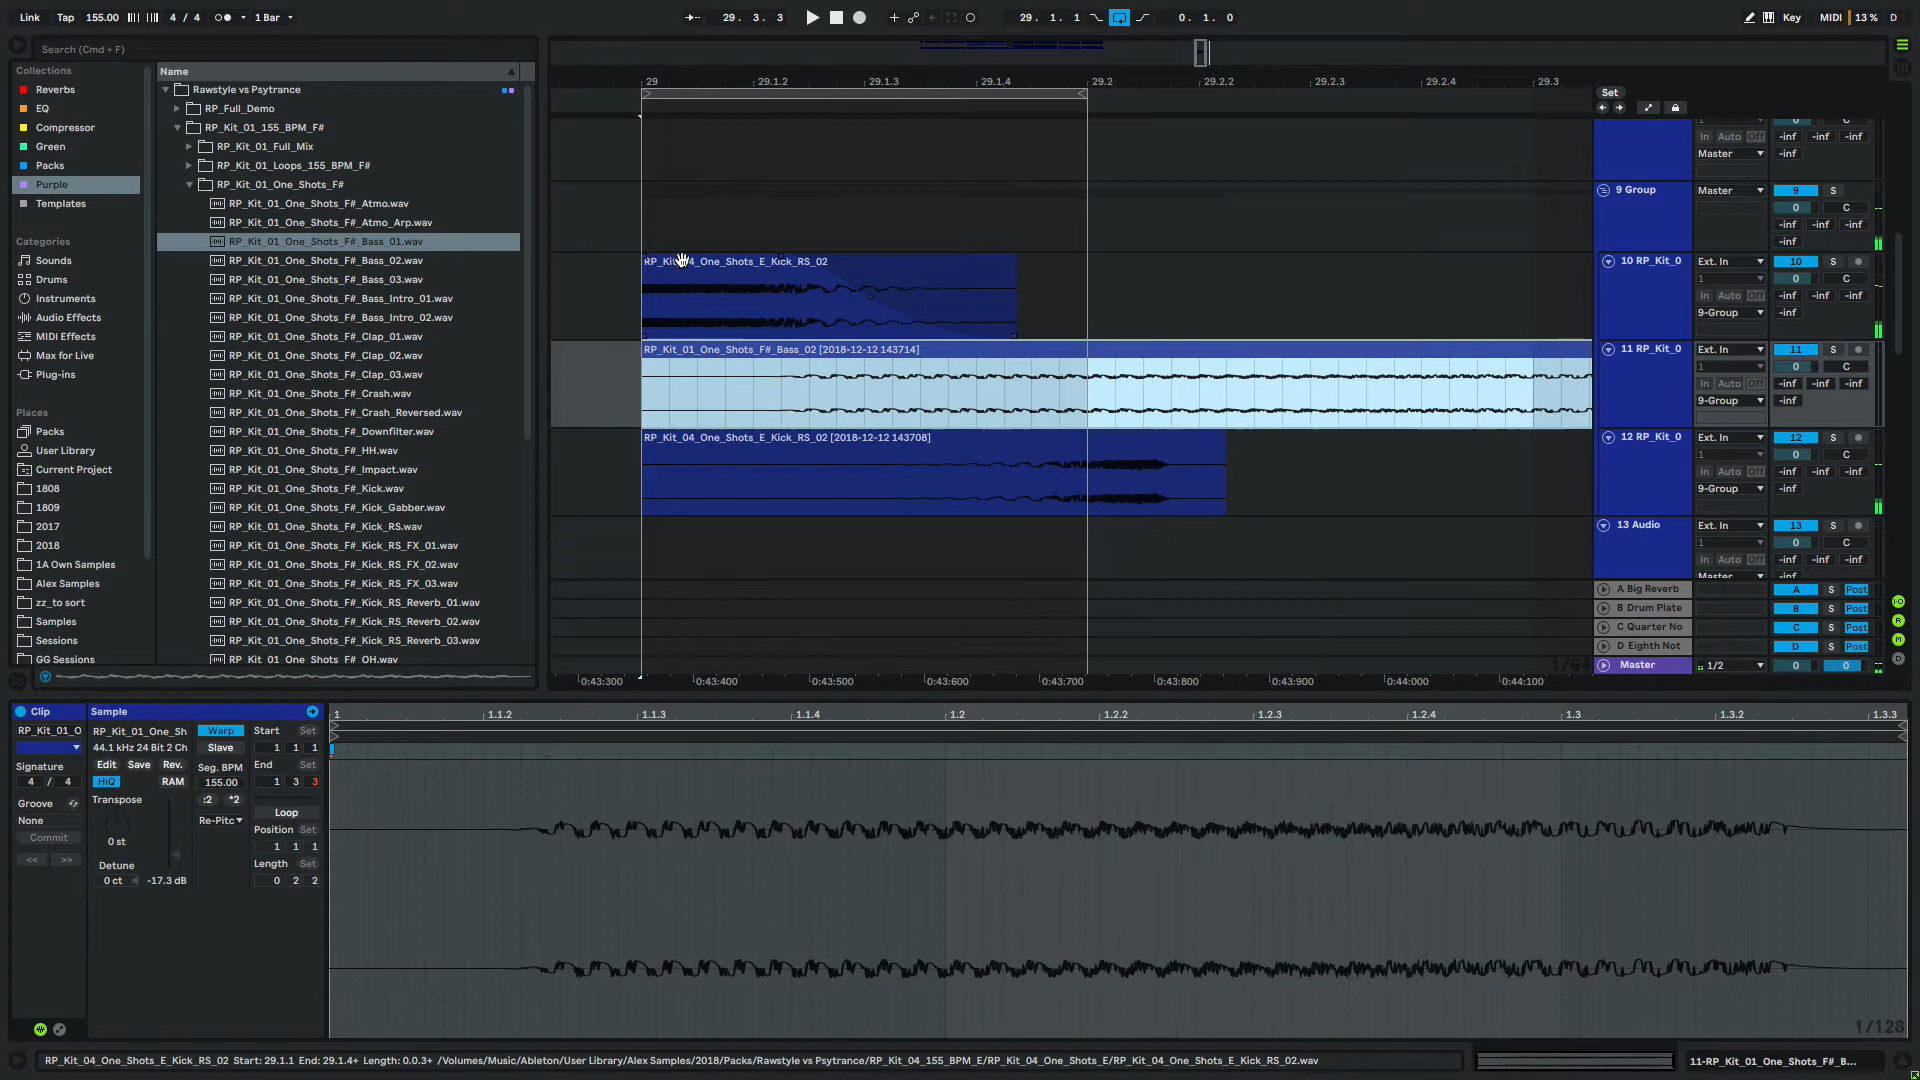 Link Tap 155.00 4 / 4 1 Bar 29. 3. 3 29. 1. 1 0. 1. 0 Key MIDI 13 % D
Search (Cmd + F)
Collections
Reverbs
EQ
Compressor
Green
Packs
Purple
Templates
Categories
Sounds
Drums
Instruments
Audio Effects
MIDI Effects
Max for Live
Plug-ins
Places
Packs
User Library
Current Project
1808
1809
2017
2018
1A Own Samples
Alex Samples
zz_to sort
Samples
Sessions
GG Sessions
Name
Rawstyle vs Psytrance
RP_Full_Demo
RP_Kit_01_155_BPM_F#
RP_Kit_01_Full_Mix
RP_Kit_01_Loops_155_BPM_F#
RP_Kit_01_One_Shots_F#
RP_Kit_01_One_Shots_F#_Atmo.wav
RP_Kit_01_One_Shots_F#_Atmo_Arp.wav
RP_Kit_01_One_Shots_F#_Bass_01.wav
RP_Kit_01_One_Shots_F#_Bass_02.wav
RP_Kit_01_One_Shots_F#_Bass_03.wav
RP_Kit_01_One_Shots_F#_Bass_Intro_01.wav
RP_Kit_01_One_Shots_F#_Bass_Intro_02.wav
RP_Kit_01_One_Shots_F#_Clap_01.wav
RP_Kit_01_One_Shots_F#_Clap_02.wav
RP_Kit_01_One_Shots_F#_Clap_03.wav
RP_Kit_01_One_Shots_F#_Crash.wav
RP_Kit_01_One_Shots_F#_Crash_Reversed.wav
RP_Kit_01_One_Shots_F#_Downfilter.wav
RP_Kit_01_One_Shots_F#_HH.wav
RP_Kit_01_One_Shots_F#_Impact.wav
RP_Kit_01_One_Shots_F#_Kick.wav
RP_Kit_01_One_Shots_F#_Kick_Gabber.wav
RP_Kit_01_One_Shots_F#_Kick_RS.wav
RP_Kit_01_One_Shots_F#_Kick_RS_FX_01.wav
RP_Kit_01_One_Shots_F#_Kick_RS_FX_02.wav
RP_Kit_01_One_Shots_F#_Kick_RS_FX_03.wav
RP_Kit_01_One_Shots_F#_Kick_RS_Reverb_01.wav
RP_Kit_01_One_Shots_F#_Kick_RS_Reverb_02.wav
RP_Kit_01_One_Shots_F#_Kick_RS_Reverb_03.wav
RP_Kit_01_One_Shots_F#_OH.wav
29 29.1.2 29.1.3 29.1.4 29.2 29.2.2 29.2.3 29.2.4 29.3
RP_Kit_04_One_Shots_E_Kick_RS_02
RP_Kit_01_One_Shots_F#_Bass_02 [2018-12-12 143714]
RP_Kit_04_One_Shots_E_Kick_RS_02 [2018-12-12 143708]
1/64
0:43:300 0:43:400 0:43:500 0:43:600 0:43:700 0:43:800 0:43:900 0:44:000 0:44:100
Set
1 0 C
In Auto Off -inf -inf -inf
Master -inf
9 Group Master 9 S
0 C
-inf -inf -inf
-inf
10 RP_Kit_0 Ext. In 10 S
1 0 C
In Auto Off -inf -inf -inf
9-Group -inf
11 RP_Kit_0 Ext. In 11 S
1 0 C
In Auto Off -inf -inf -inf
9-Group -inf
12 RP_Kit_0 Ext. In 12 S
1 0 C
In Auto Off -inf -inf -inf
9-Group -inf
13 Audio Ext. In 13 S
1 0 C
In Auto Off -inf -inf -inf
Master -inf
A Big Reverb A S Post
B Drum Plate B S Post
C Quarter No C S Post
D Eighth Not D S Post
Master 1/2 0 0
R
M
D
Clip
RP_Kit_01_O
Signature
4 / 4
Groove
None
Commit
<< >>
Sample
RP_Kit_01_One_Sh
44.1 kHz 24 Bit 2 Ch
Edit Save Rev.
HiQ RAM
Transpose
0 st
Detune
0 ct -17.3 dB
Warp
Slave
Seg. BPM
155.00
:2 *2
Re-Pitc
Start Set
1 1 1
End Set
1 3 3
Loop
Position Set
1 1 1
Length Set
0 2 2
1 1.1.2 1.1.3 1.1.4 1.2 1.2.2 1.2.3 1.2.4 1.3 1.3.2 1.3.3
1/128
RP_Kit_04_One_Shots_E_Kick_RS_02 Start: 29.1.1 End: 29.1.4+ Length: 0.0.3+ /Volumes/Music/Ableton/User Library/Alex Samples/2018/Packs/Rawstyle vs Psytrance/RP_Kit_04_155_BPM_E/RP_Kit_04_One_Shots_E/RP_Kit_04_One_Shots_E_Kick_RS_02.wav
11-RP_Kit_01_One_Shots_F#_B...